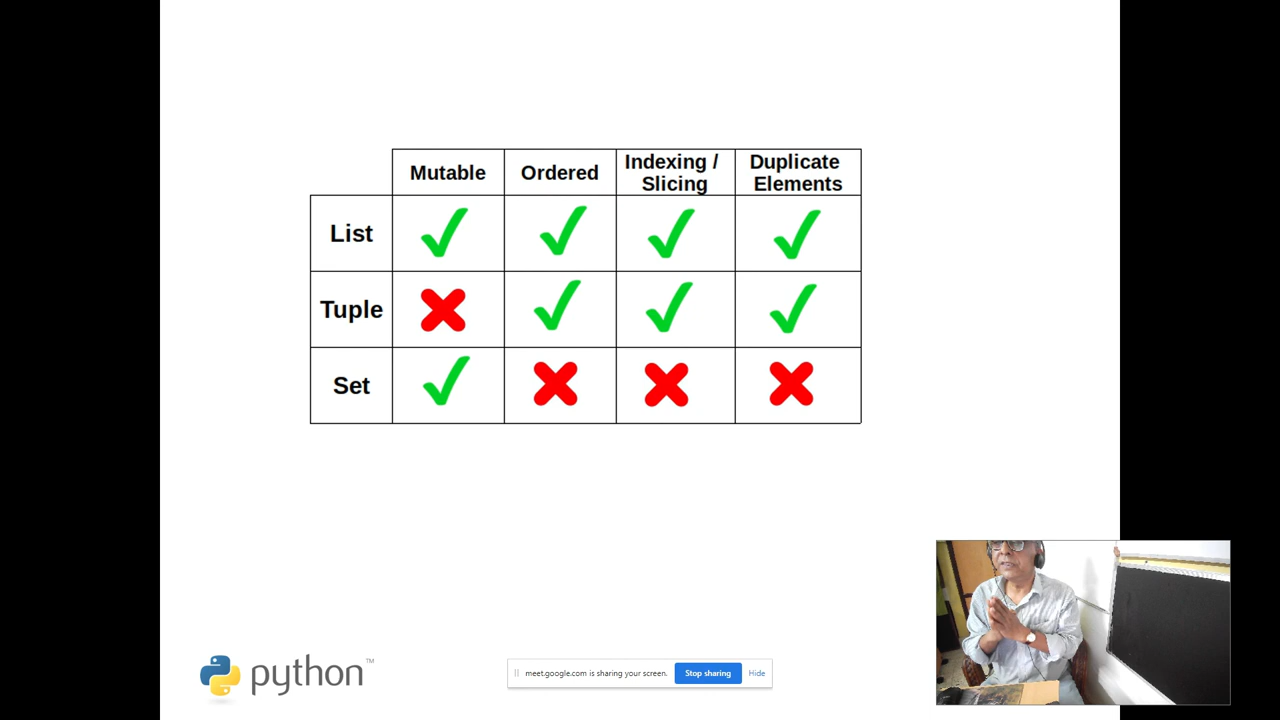 Mutable Ordered Indexing / Slicing Duplicate Elements
List
Tuple
Set
python™
meet.google.com is sharing your screen. Stop sharing Hide